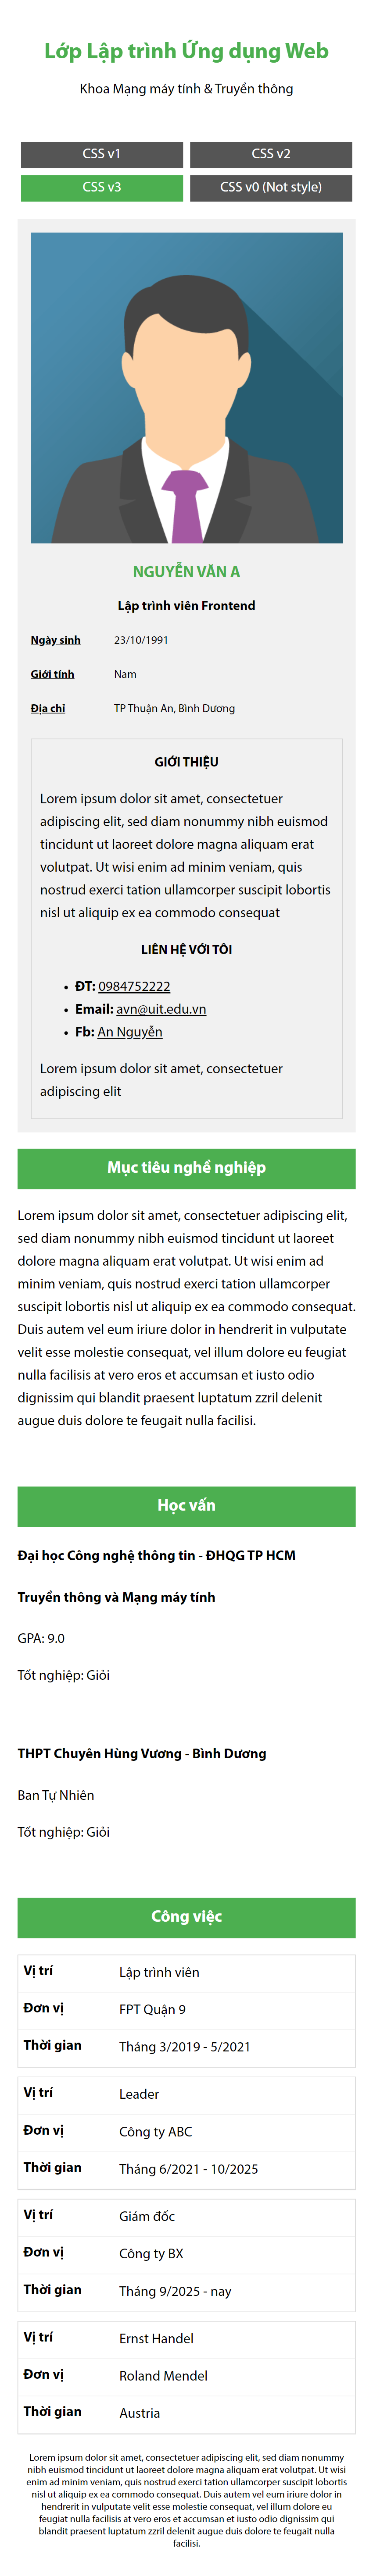 Lớp Lập trình Ứng dụng Web
Khoa Mạng máy tính & Truyền thông
CSS v1
CSS v2
CSS v3
CSS v0 (Not style)
NGUYỄN VĂN A
Lập trình viên Frontend
Ngày sinh 23/10/1991
Giới tính Nam
Địa chỉ TP Thuận An, Bình Dương
GIỚI THIỆU
Lorem ipsum dolor sit amet, consectetuer
adipiscing elit, sed diam nonummy nibh euismod
tincidunt ut laoreet dolore magna aliquam erat
volutpat. Ut wisi enim ad minim veniam, quis
nostrud exerci tation ullamcorper suscipit lobortis
nisl ut aliquip ex ea commodo consequat
LIÊN HỆ VỚI TÔI
• ĐT: 0984752222
• Email: avn@uit.edu.vn
• Fb: An Nguyễn
Lorem ipsum dolor sit amet, consectetuer
adipiscing elit
Mục tiêu nghề nghiệp
Lorem ipsum dolor sit amet, consectetuer adipiscing elit,
sed diam nonummy nibh euismod tincidunt ut laoreet
dolore magna aliquam erat volutpat. Ut wisi enim ad
minim veniam, quis nostrud exerci tation ullamcorper
suscipit lobortis nisl ut aliquip ex ea commodo consequat.
Duis autem vel eum iriure dolor in hendrerit in vulputate
velit esse molestie consequat, vel illum dolore eu feugiat
nulla facilisis at vero eros et accumsan et iusto odio
dignissim qui blandit praesent luptatum zzril delenit
augue duis dolore te feugait nulla facilisi.
Học vấn
Đại học Công nghệ thông tin - ĐHQG TP HCM
Truyền thông và Mạng máy tính
GPA: 9.0
Tốt nghiệp: Giỏi
THPT Chuyên Hùng Vương - Bình Dương
Ban Tự Nhiên
Tốt nghiệp: Giỏi
Công việc
Vị trí Lập trình viên
Đơn vị FPT Quận 9
Thời gian Tháng 3/2019 - 5/2021
Vị trí Leader
Đơn vị Công ty ABC
Thời gian Tháng 6/2021 - 10/2025
Vị trí Giám đốc
Đơn vị Công ty BX
Thời gian Tháng 9/2025 - nay
Vị trí Ernst Handel
Đơn vị Roland Mendel
Thời gian Austria
Lorem ipsum dolor sit amet, consectetuer adipiscing elit, sed diam nonummy
nibh euismod tincidunt ut laoreet dolore magna aliquam erat volutpat. Ut wisi
enim ad minim veniam, quis nostrud exerci tation ullamcorper suscipit lobortis
nisl ut aliquip ex ea commodo consequat. Duis autem vel eum iriure dolor in
hendrerit in vulputate velit esse molestie consequat, vel illum dolore eu
feugiat nulla facilisis at vero eros et accumsan et iusto odio dignissim qui
blandit praesent luptatum zzril delenit augue duis dolore te feugait nulla
facilisi.